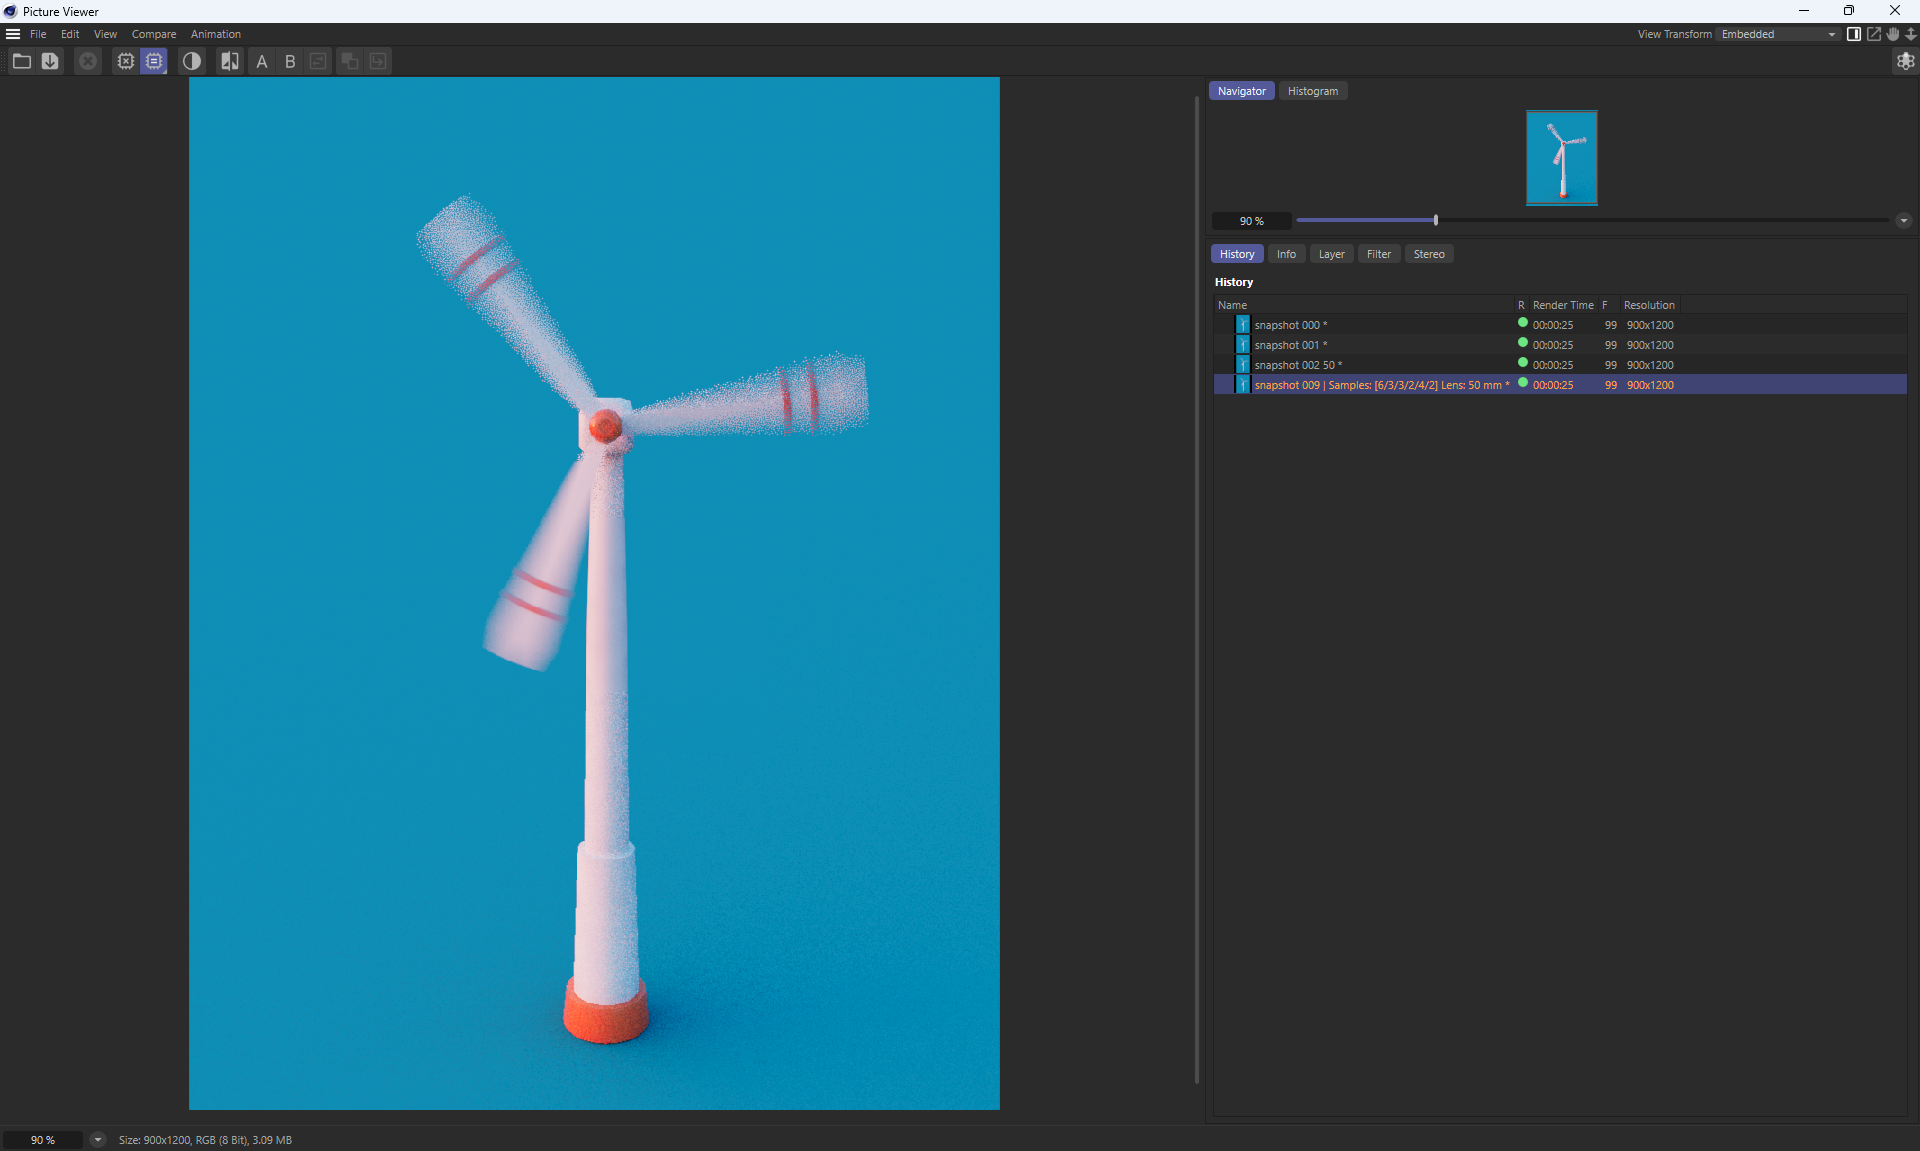 Picture Viewer
File Edit View Compare Animation
View Transform Embedded
A B
Navigator Histogram
90 %
History Info Layer Filter Stereo
History
Name R Render Time F Resolution
snapshot 000 * 00:00:25 99 900x1200
snapshot 001 * 00:00:25 99 900x1200
snapshot 002 50 * 00:00:25 99 900x1200
snapshot 009 | Samples: [6/3/3/2/4/2] Lens: 50 mm * 00:00:25 99 900x1200
90 % Size: 900x1200, RGB (8 Bit), 3.09 MB